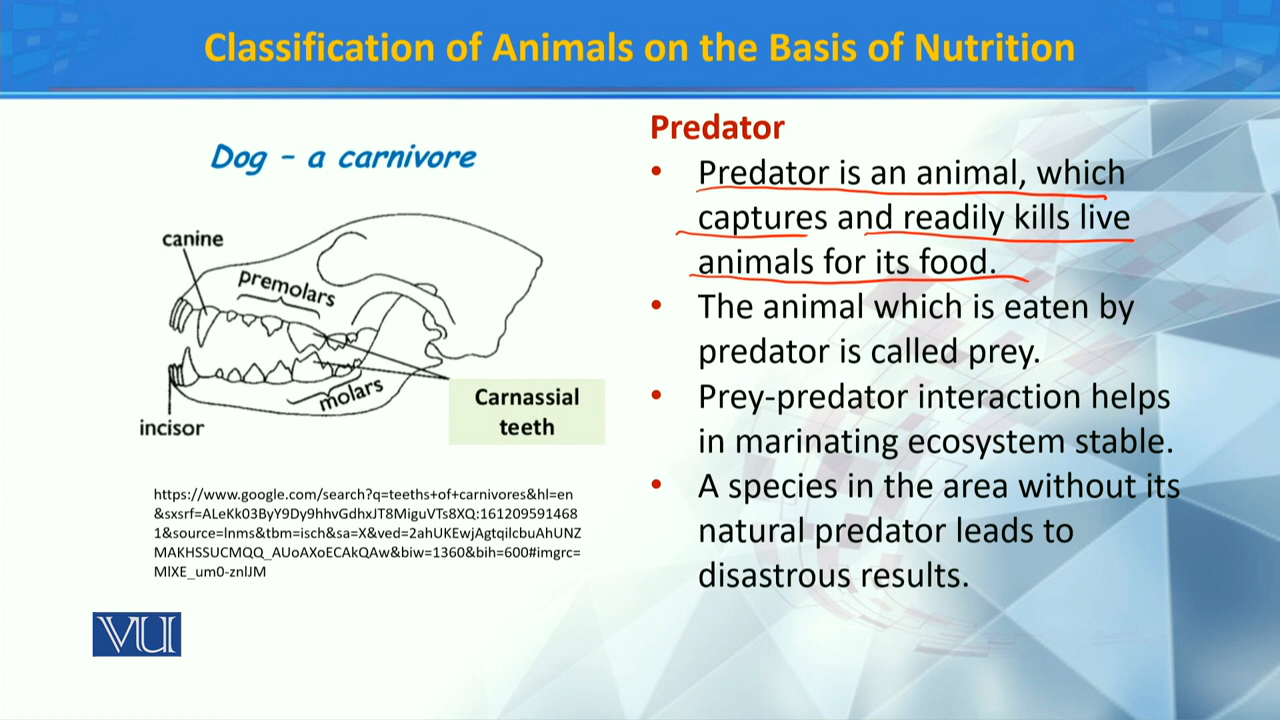 Classification of Animals on the Basis of Nutrition
Dog – a carnivore
canine
premolars
molars
incisor
Carnassial
teeth
https://www.google.com/search?q=teeths+of+carnivores&hl=en
&sxsrf=ALeKk03ByY9Dy9hhvGdhxJT8MiguVTs8XQ:161209591468
1&source=lnms&tbm=isch&sa=X&ved=2ahUKEwjAgtqilcbuAhUNZ
MAKHSSUCMQQ_AUoAXoECAkQAw&biw=1360&bih=600#imgrc=
MlXE_um0-znlJM
VU
Predator
• Predator is an animal, which
captures and readily kills live
animals for its food.
• The animal which is eaten by
predator is called prey.
• Prey-predator interaction helps
in marinating ecosystem stable.
• A species in the area without its
natural predator leads to
disastrous results.